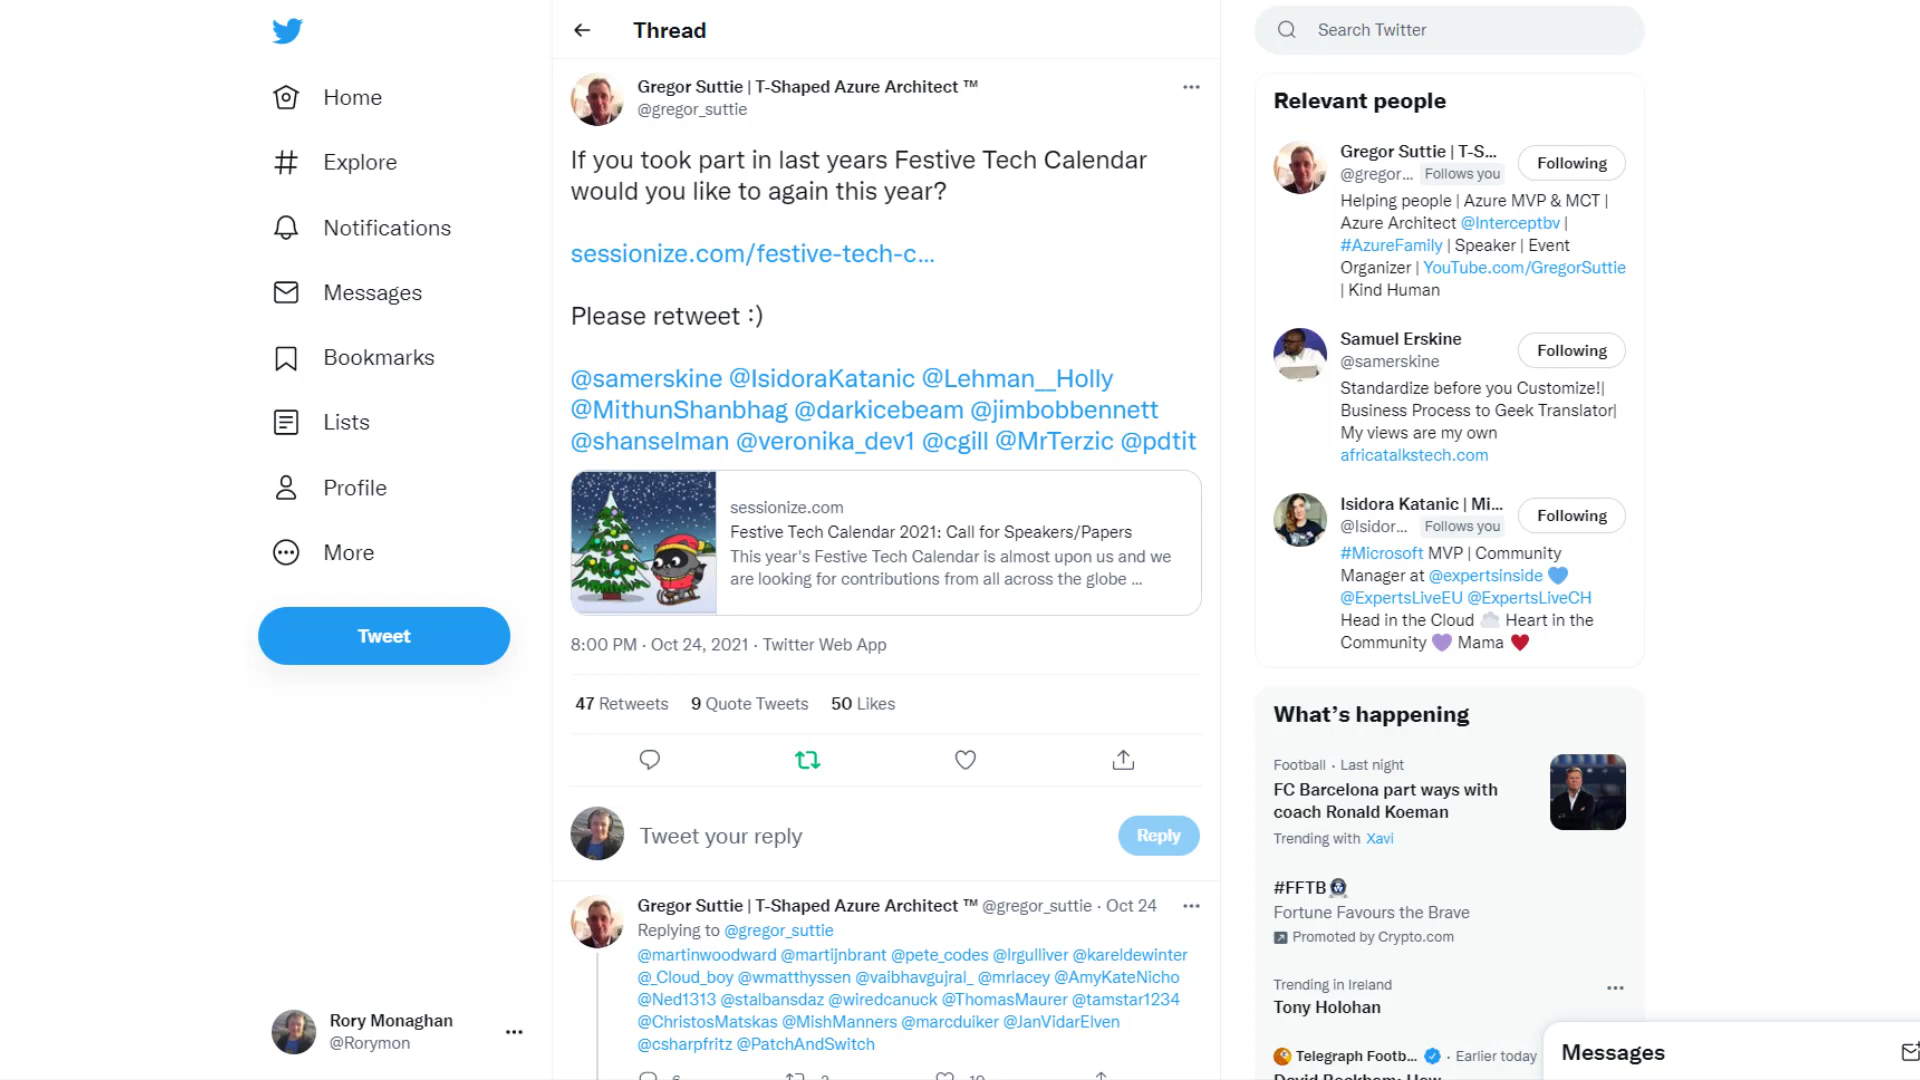 Home
Explore
Notifications
Messages
Bookmarks
Lists
Profile
More
Tweet
Rory Monaghan
@Rorymon
Thread
Gregor Suttie | T-Shaped Azure Architect ™
@gregor_suttie
If you took part in last years Festive Tech Calendar
would you like to again this year?
sessionize.com/festive-tech-c...
Please retweet :)
@samerskine @IsidoraKatanic @Lehman__Holly
@MithunShanbhag @darkicebeam @jimbobbennett
@shanselman @veronika_dev1 @cgill @MrTerzic @pdtit
sessionize.com
Festive Tech Calendar 2021: Call for Speakers/Papers
This year's Festive Tech Calendar is almost upon us and we
are looking for contributions from all across the globe ...
8:00 PM · Oct 24, 2021 · Twitter Web App
47 Retweets 9 Quote Tweets 50 Likes
Tweet your reply
Reply
Gregor Suttie | T-Shaped Azure Architect ™ @gregor_suttie · Oct 24
Replying to @gregor_suttie
@martinwoodward @martijnbrant @pete_codes @lrgulliver @kareldewinter
@_Cloud_boy @wmatthyssen @vaibhavgujral_ @mrlacey @AmyKateNicho
@Ned1313 @stalbansdaz @wiredcanuck @ThomasMaurer @tamstar1234
@ChristosMatskas @MishManners @marcduiker @JanVidarElven
@csharpfritz @PatchAndSwitch
Search Twitter
Relevant people
Gregor Suttie | T-S...
@gregor... Follows you
Following
Helping people | Azure MVP & MCT |
Azure Architect @Interceptbv |
#AzureFamily | Speaker | Event
Organizer | YouTube.com/GregorSuttie
| Kind Human
Samuel Erskine
@samerskine
Following
Standardize before you Customize!|
Business Process to Geek Translator|
My views are my own
africatalkstech.com
Isidora Katanic | Mi...
@Isidor... Follows you
Following
#Microsoft MVP | Community
Manager at @expertsinside 💙
@ExpertsLiveEU @ExpertsLiveCH
Head in the Cloud ☁️ Heart in the
Community 💜 Mama ❤️
What's happening
Football · Last night
FC Barcelona part ways with
coach Ronald Koeman
Trending with Xavi
#FFTB
Fortune Favours the Brave
Promoted by Crypto.com
Trending in Ireland
Tony Holohan
Telegraph Footb... · Earlier today
Messages